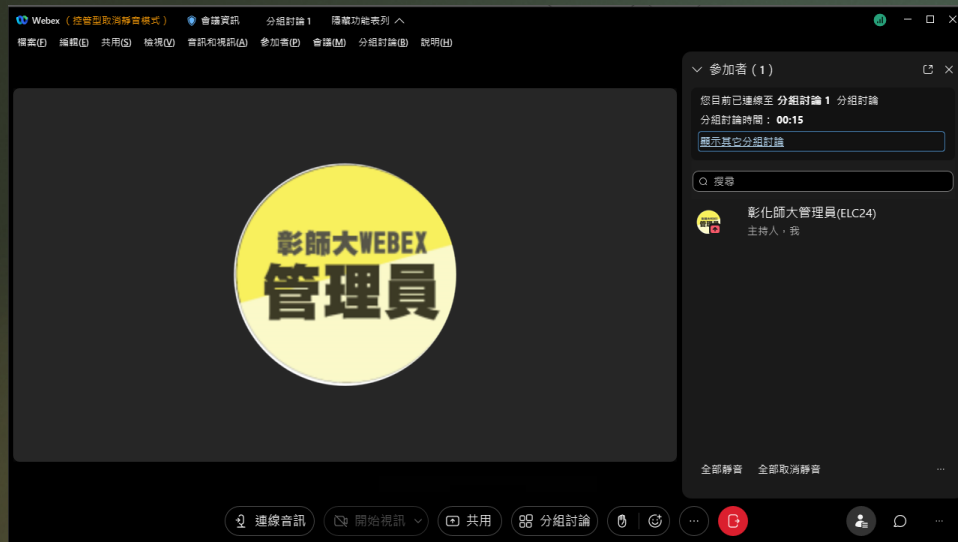 Webex （控管型取消靜音模式） 會議資訊 分組討論 1 隱藏功能表列
檔案(F) 編輯(E) 共用(S) 檢視(V) 音訊和視訊(A) 參加者(P) 會議(M) 分組討論(B) 說明(H)
參加者 ( 1 )
您目前已連線至 分組討論 1 分組討論
分組討論時間： 00:15
顯示其它分組討論
搜尋
彰化師大管理員(ELC24)
主持人，我
彰師大WEBEX
管理員
全部靜音 全部取消靜音
連線音訊 開始視訊 共用 分組討論